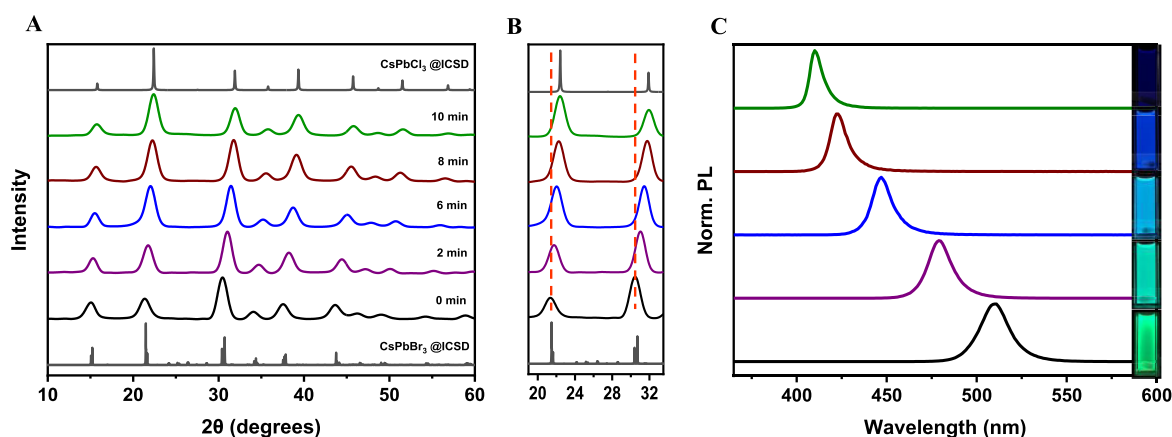 A
B
C
Intensity
CsPbCl₃ @ICSD
10 min
8 min
6 min
2 min
0 min
CsPbBr₃ @ICSD
10 20 30 40 50 60
2θ (degrees)
20 24 28 32
Norm. PL
400 450 500 550 600
Wavelength (nm)